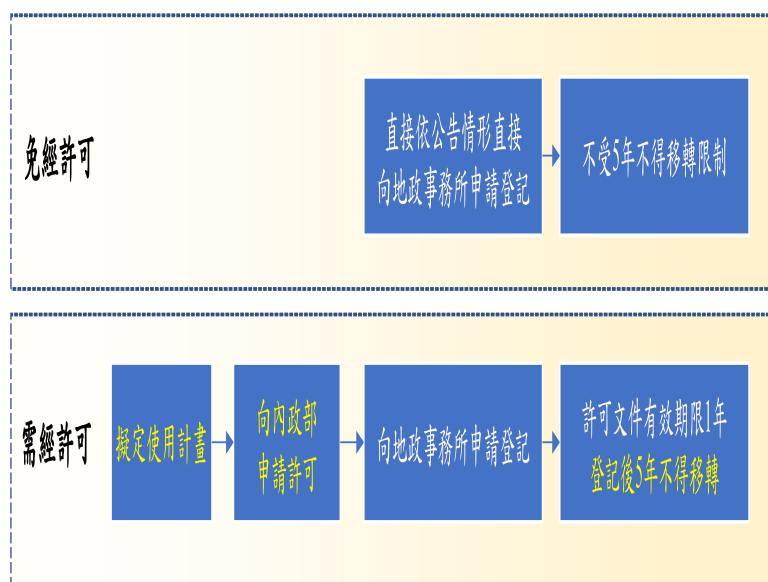 免經許可
直接依公告情形直接
向地政事務所申請登記
不受5年不得移轉限制
需經許可
擬定使用計畫
向內政部
申請許可
向地政事務所申請登記
許可文件有效期限1年
登記後5年不得移轉